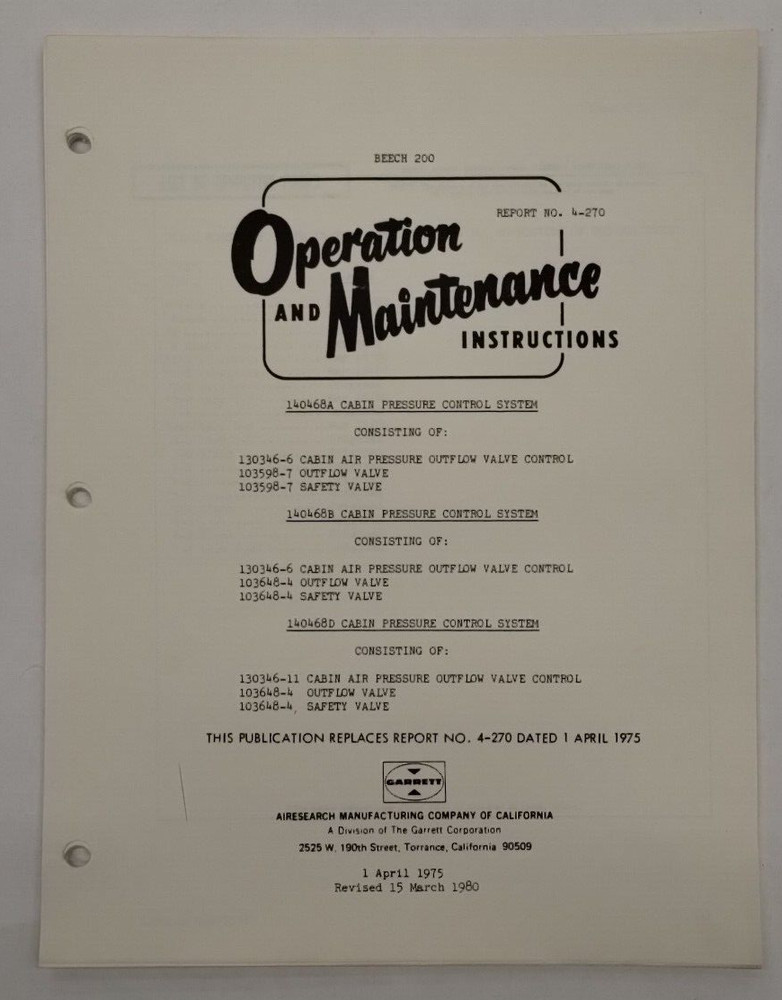 BEECH 200
REPORT NO. 4-270
Operation
AND Maintenance
INSTRUCTIONS
140468A CABIN PRESSURE CONTROL SYSTEM
CONSISTING OF:
130346-6 CABIN AIR PRESSURE OUTFLOW VALVE CONTROL
103598-7 OUTFLOW VALVE
103598-7 SAFETY VALVE
140468B CABIN PRESSURE CONTROL SYSTEM
CONSISTING OF:
130346-6 CABIN AIR PRESSURE OUTFLOW VALVE CONTROL
103648-4 OUTFLOW VALVE
103648-4 SAFETY VALVE
140468D CABIN PRESSURE CONTROL SYSTEM
CONSISTING OF:
130346-11 CABIN AIR PRESSURE OUTFLOW VALVE CONTROL
103648-4 OUTFLOW VALVE
103648-4, SAFETY VALVE
THIS PUBLICATION REPLACES REPORT NO. 4-270 DATED 1 APRIL 1975
GARRETT
AIRESEARCH MANUFACTURING COMPANY OF CALIFORNIA
A Division of The Garrett Corporation
2525 W. 190th Street, Torrance, California 90509
1 April 1975
Revised 15 March 1980